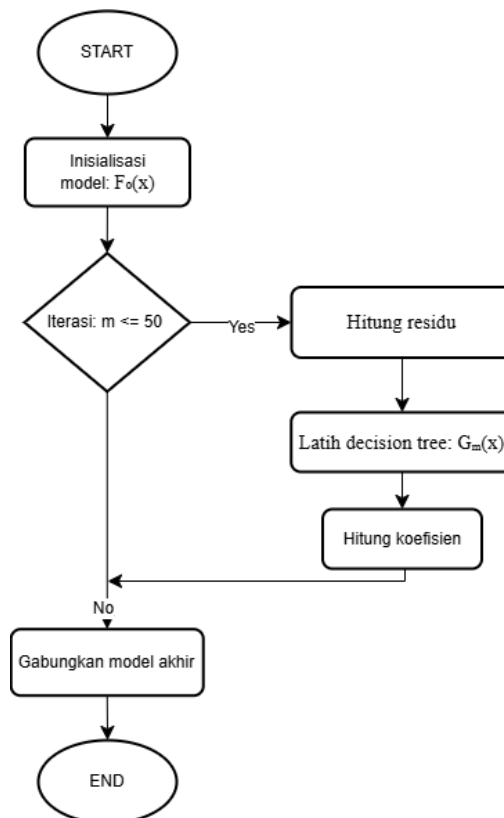 START
Inisialisasi
model: F₀(x)
Iterasi: m <= 50
Yes
Hitung residu
Latih decision tree: Gₘ(x)
Hitung koefisien
No
Gabungkan model akhir
END